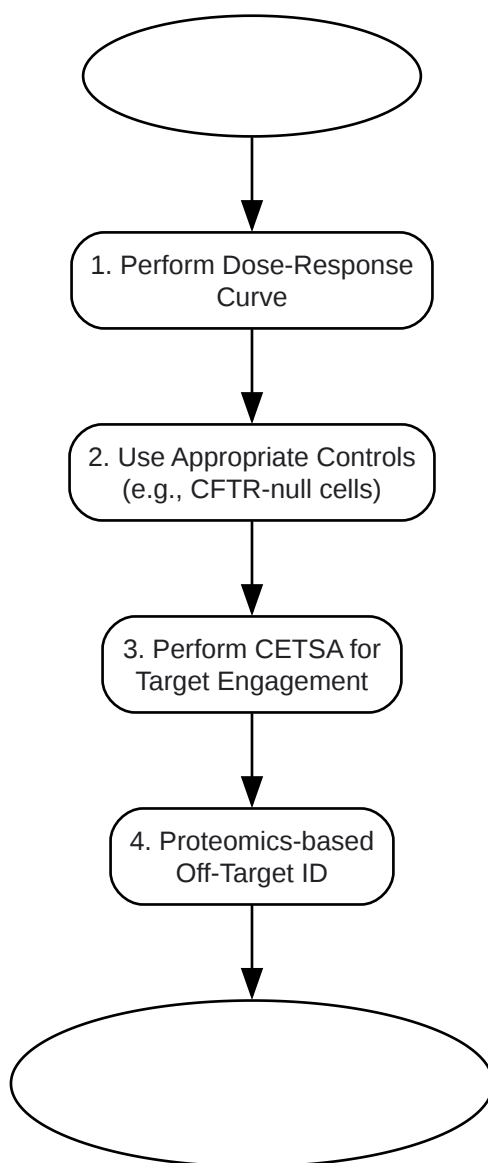 1. Perform Dose-Response
Curve
2. Use Appropriate Controls
(e.g., CFTR-null cells)
3. Perform CETSA for
Target Engagement
4. Proteomics-based
Off-Target ID